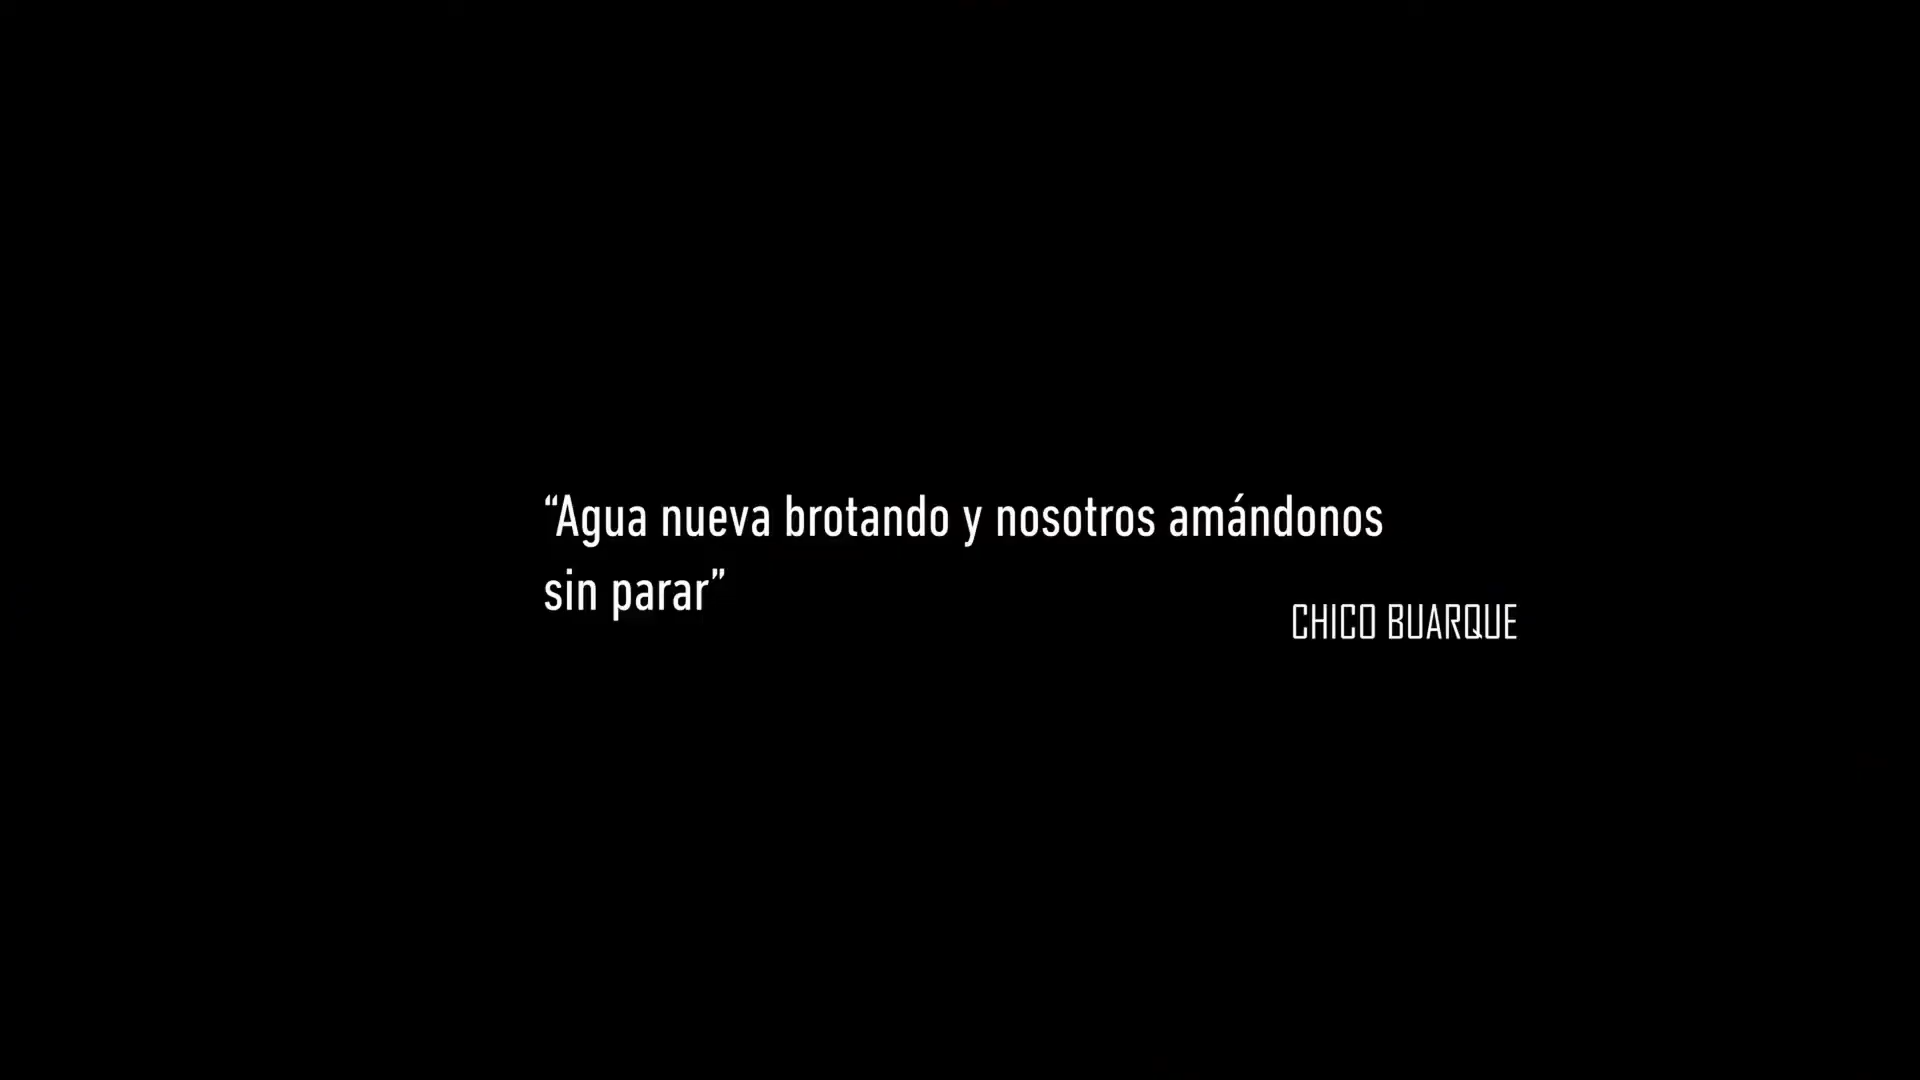 “Agua nueva brotando y nosotros amándonos
sin parar”
CHICO BUARQUE